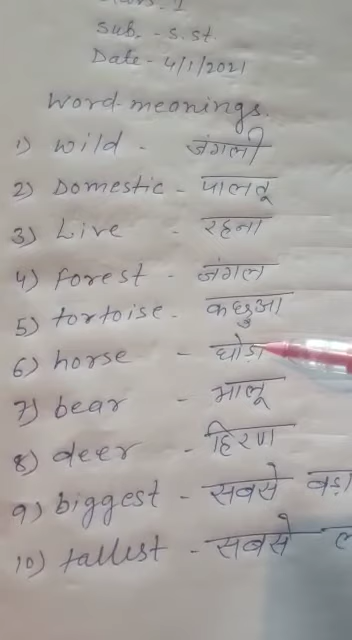 Sub. - S.st.
Date - 4/1/2021
Word-meanings.
1) wild - जंगली
2) Domestic - पालतू
3) Live - रहना
4) forest - जंगल
5) tortoise - कछुआ
6) horse - घोड़ा
7) bear - भालू
8) deer - हिरण
9) biggest - सबसे बड़ा
10) tallest - सबसे